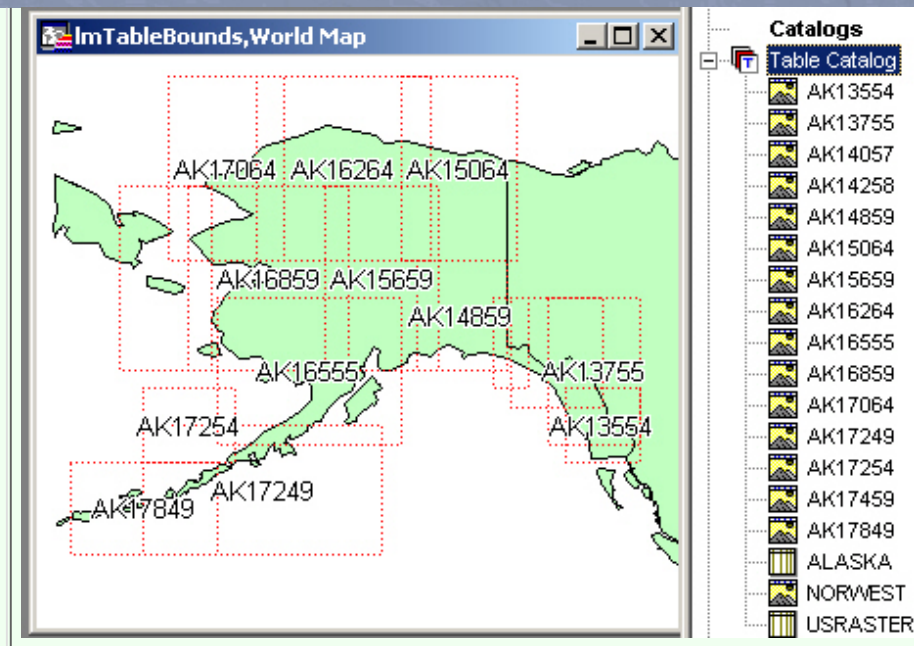 lmTableBounds,World Map
AK17064 AK16264 AK15064
AK16859 AK15659
AK14859
AK16555 AK13755
AK17254 AK13554
AK17849 AK17249
Catalogs
Table Catalog
AK13554
AK13755
AK14057
AK14258
AK14859
AK15064
AK15659
AK16264
AK16555
AK16859
AK17064
AK17249
AK17254
AK17459
AK17849
ALASKA
NORWEST
USRASTER